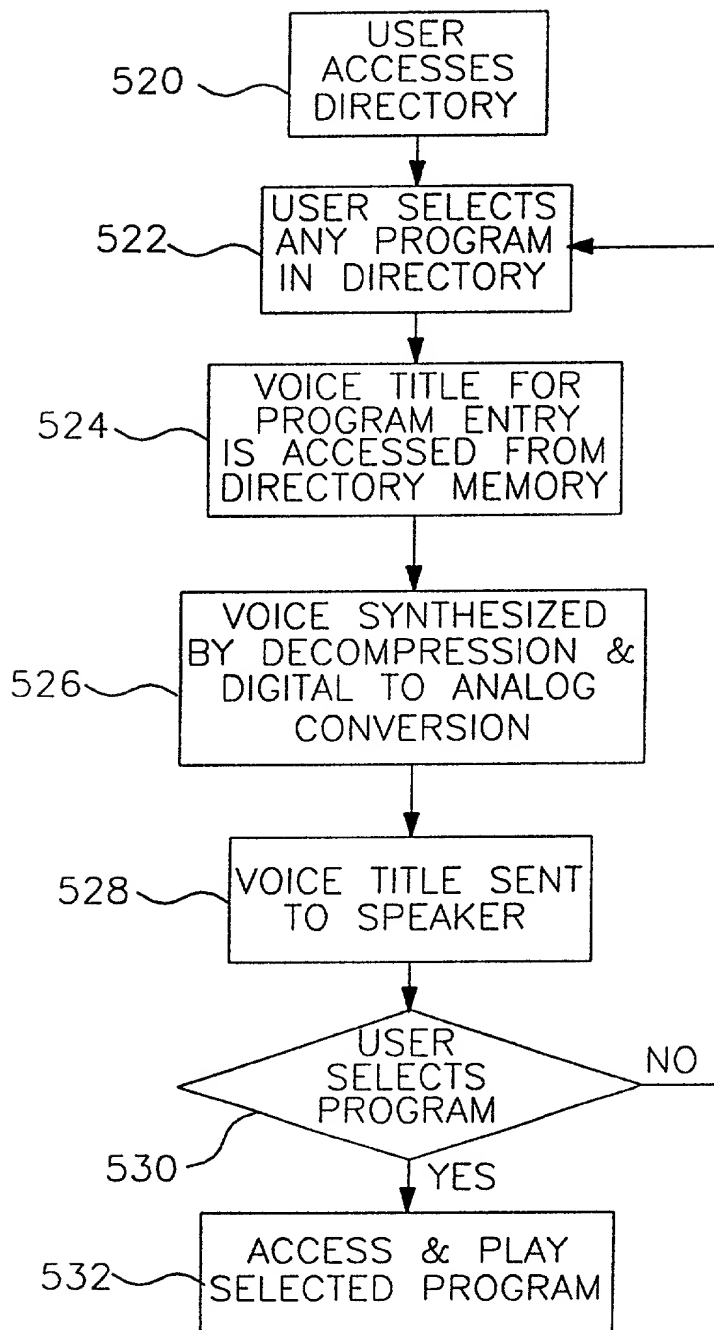 USER
ACCESSES
DIRECTORY
520
USER SELECTS
ANY PROGRAM
IN DIRECTORY
522
VOICE TITLE FOR
PROGRAM ENTRY
IS ACCESSED FROM
DIRECTORY MEMORY
524
VOICE SYNTHESIZED
BY DECOMPRESSION &
DIGITAL TO ANALOG
CONVERSION
526
VOICE TITLE SENT
TO SPEAKER
528
USER
SELECTS
PROGRAM
NO
530
YES
ACCESS & PLAY
SELECTED PROGRAM
532